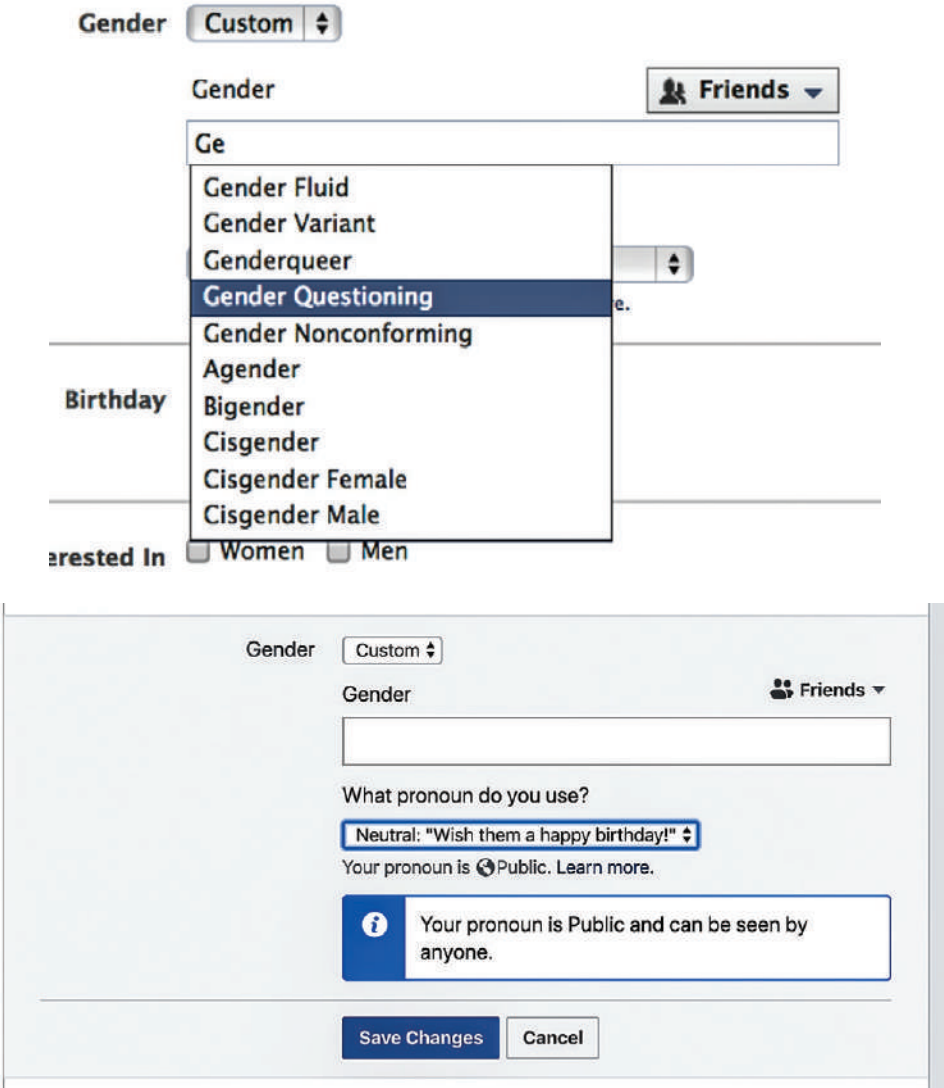 Gender Custom
Gender Friends
Ge
Gender Fluid
Gender Variant
Genderqueer
Gender Questioning
e.
Gender Nonconforming
Agender
Birthday
Bigender
Cisgender
Cisgender Female
Cisgender Male
erested In Women Men
Gender Custom
Gender Friends
What pronoun do you use?
Neutral: "Wish them a happy birthday!"
Your pronoun is Public. Learn more.
Your pronoun is Public and can be seen by
anyone.
Save Changes Cancel